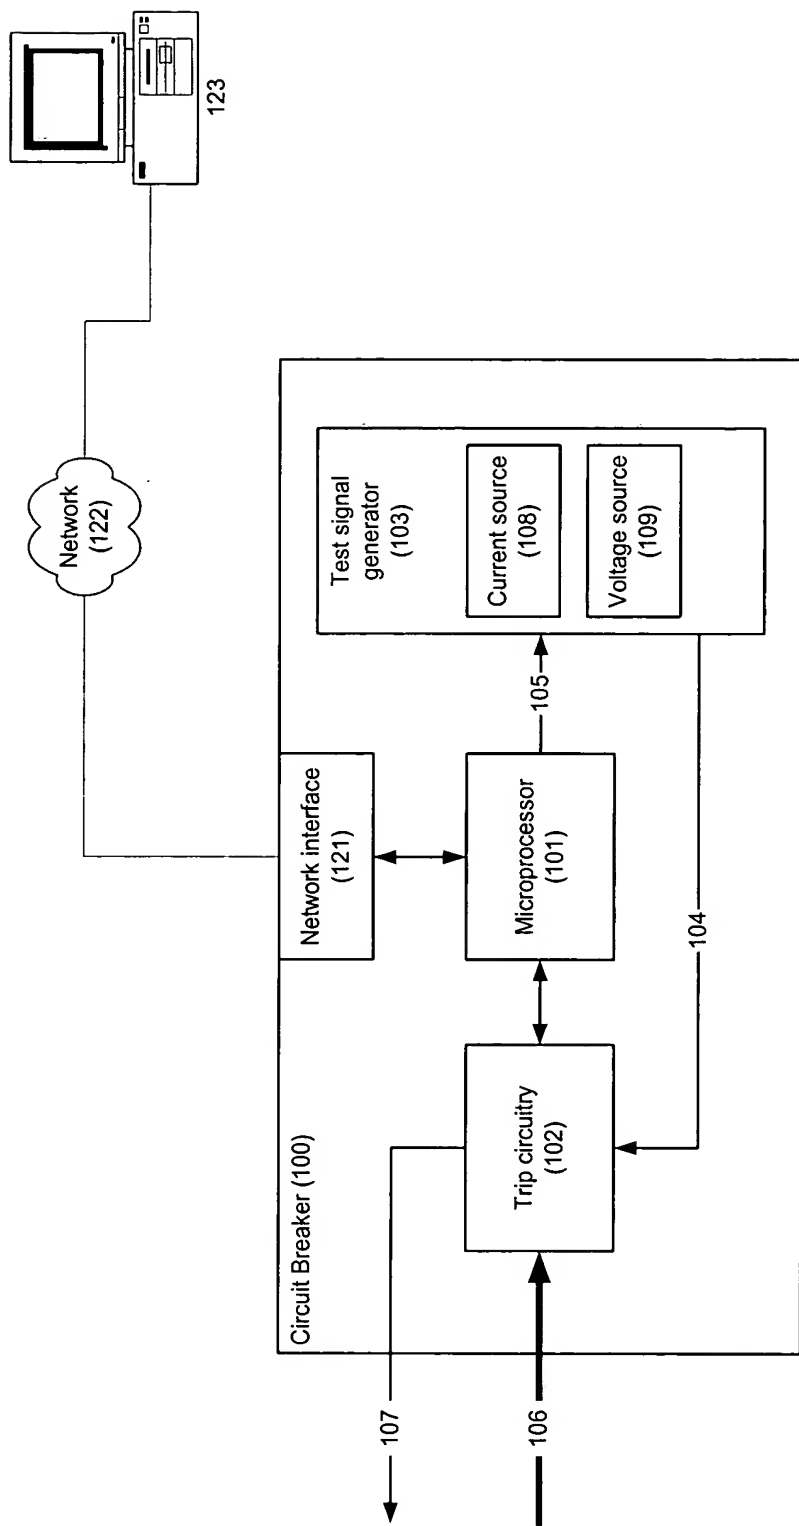 123
Network
(122)
Circuit Breaker (100)
Network interface
(121)
Test signal
generator
(103)
Current source
(108)
Voltage source
(109)
105
Microprocessor
(101)
104
Trip circuitry
(102)
107
106